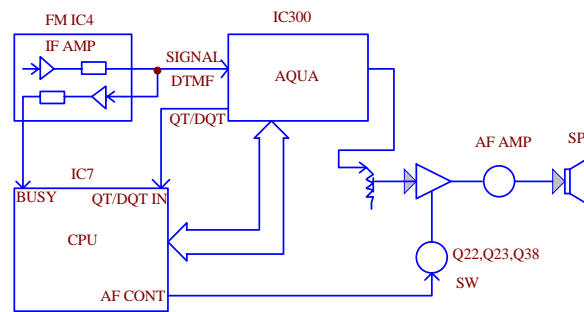 FM IC4
IC300
IF AMP
SIGNAL
DTMF
AQUA
QT/DQT
AF AMP
SP
IC7
BUSY
QT/DQT IN
CPU
Q22,Q23,Q38
SW
AF CONT